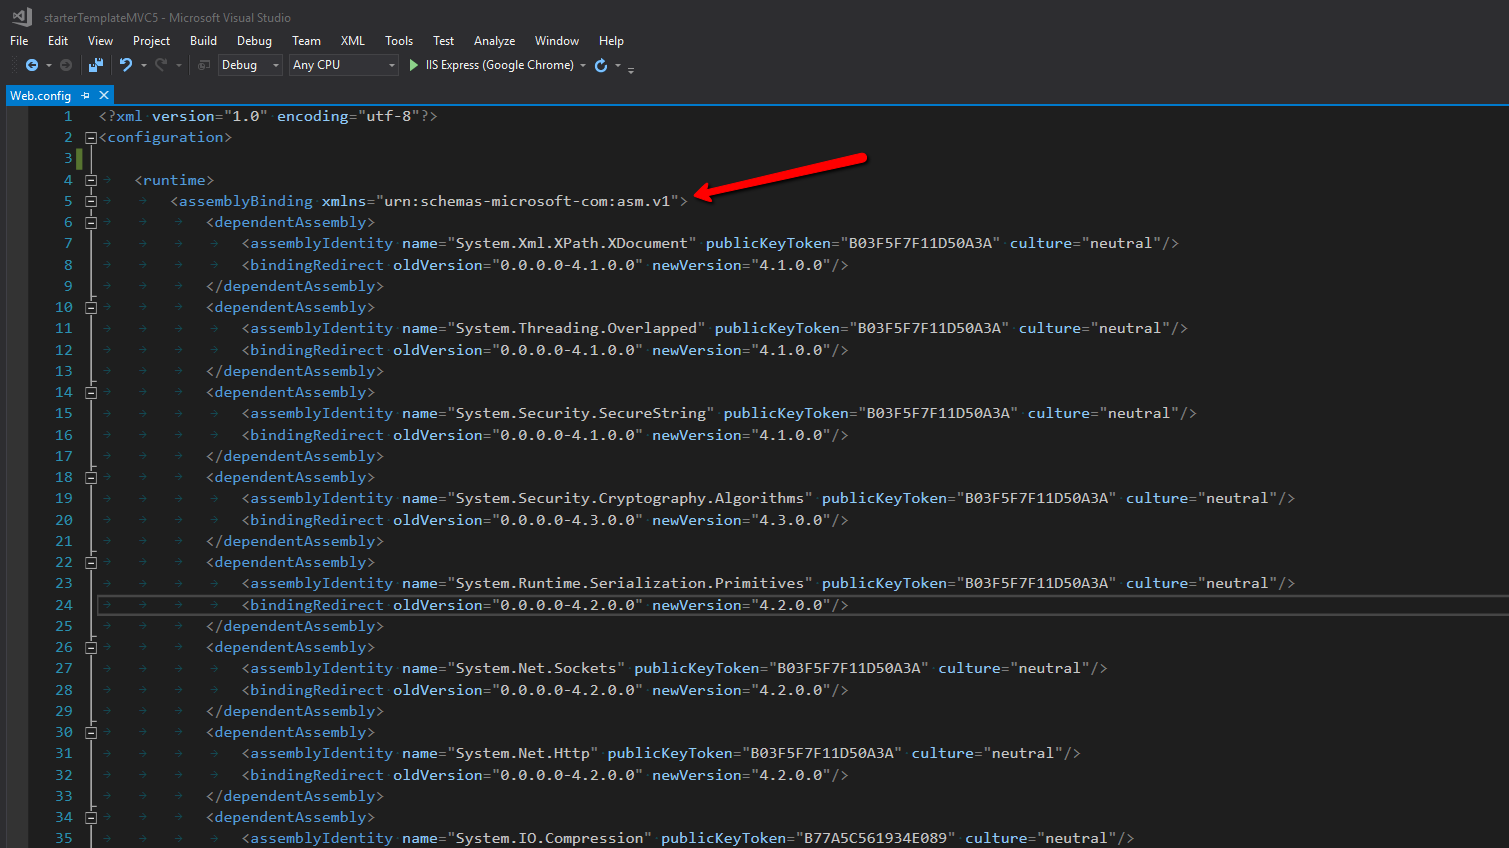 starterTemplateMVC5 - Microsoft Visual Studio
File Edit View Project Build Debug Team XML Tools Test Analyze Window Help
Debug Any CPU IIS Express (Google Chrome)
Web.config
1 <?xml version="1.0" encoding="utf-8"?>
2 <configuration>
3
4 <runtime>
5 <assemblyBinding xmlns="urn:schemas-microsoft-com:asm.v1">
6 <dependentAssembly>
7 <assemblyIdentity name="System.Xml.XPath.XDocument" publicKeyToken="B03F5F7F11D50A3A" culture="neutral"/>
8 <bindingRedirect oldVersion="0.0.0.0-4.1.0.0" newVersion="4.1.0.0"/>
9 </dependentAssembly>
10 <dependentAssembly>
11 <assemblyIdentity name="System.Threading.Overlapped" publicKeyToken="B03F5F7F11D50A3A" culture="neutral"/>
12 <bindingRedirect oldVersion="0.0.0.0-4.1.0.0" newVersion="4.1.0.0"/>
13 </dependentAssembly>
14 <dependentAssembly>
15 <assemblyIdentity name="System.Security.SecureString" publicKeyToken="B03F5F7F11D50A3A" culture="neutral"/>
16 <bindingRedirect oldVersion="0.0.0.0-4.1.0.0" newVersion="4.1.0.0"/>
17 </dependentAssembly>
18 <dependentAssembly>
19 <assemblyIdentity name="System.Security.Cryptography.Algorithms" publicKeyToken="B03F5F7F11D50A3A" culture="neutral"/>
20 <bindingRedirect oldVersion="0.0.0.0-4.3.0.0" newVersion="4.3.0.0"/>
21 </dependentAssembly>
22 <dependentAssembly>
23 <assemblyIdentity name="System.Runtime.Serialization.Primitives" publicKeyToken="B03F5F7F11D50A3A" culture="neutral"/>
24 <bindingRedirect oldVersion="0.0.0.0-4.2.0.0" newVersion="4.2.0.0"/>
25 </dependentAssembly>
26 <dependentAssembly>
27 <assemblyIdentity name="System.Net.Sockets" publicKeyToken="B03F5F7F11D50A3A" culture="neutral"/>
28 <bindingRedirect oldVersion="0.0.0.0-4.2.0.0" newVersion="4.2.0.0"/>
29 </dependentAssembly>
30 <dependentAssembly>
31 <assemblyIdentity name="System.Net.Http" publicKeyToken="B03F5F7F11D50A3A" culture="neutral"/>
32 <bindingRedirect oldVersion="0.0.0.0-4.2.0.0" newVersion="4.2.0.0"/>
33 </dependentAssembly>
34 <dependentAssembly>
35 <assemblyIdentity name="System.IO.Compression" publicKeyToken="B77A5C561934E089" culture="neutral"/>